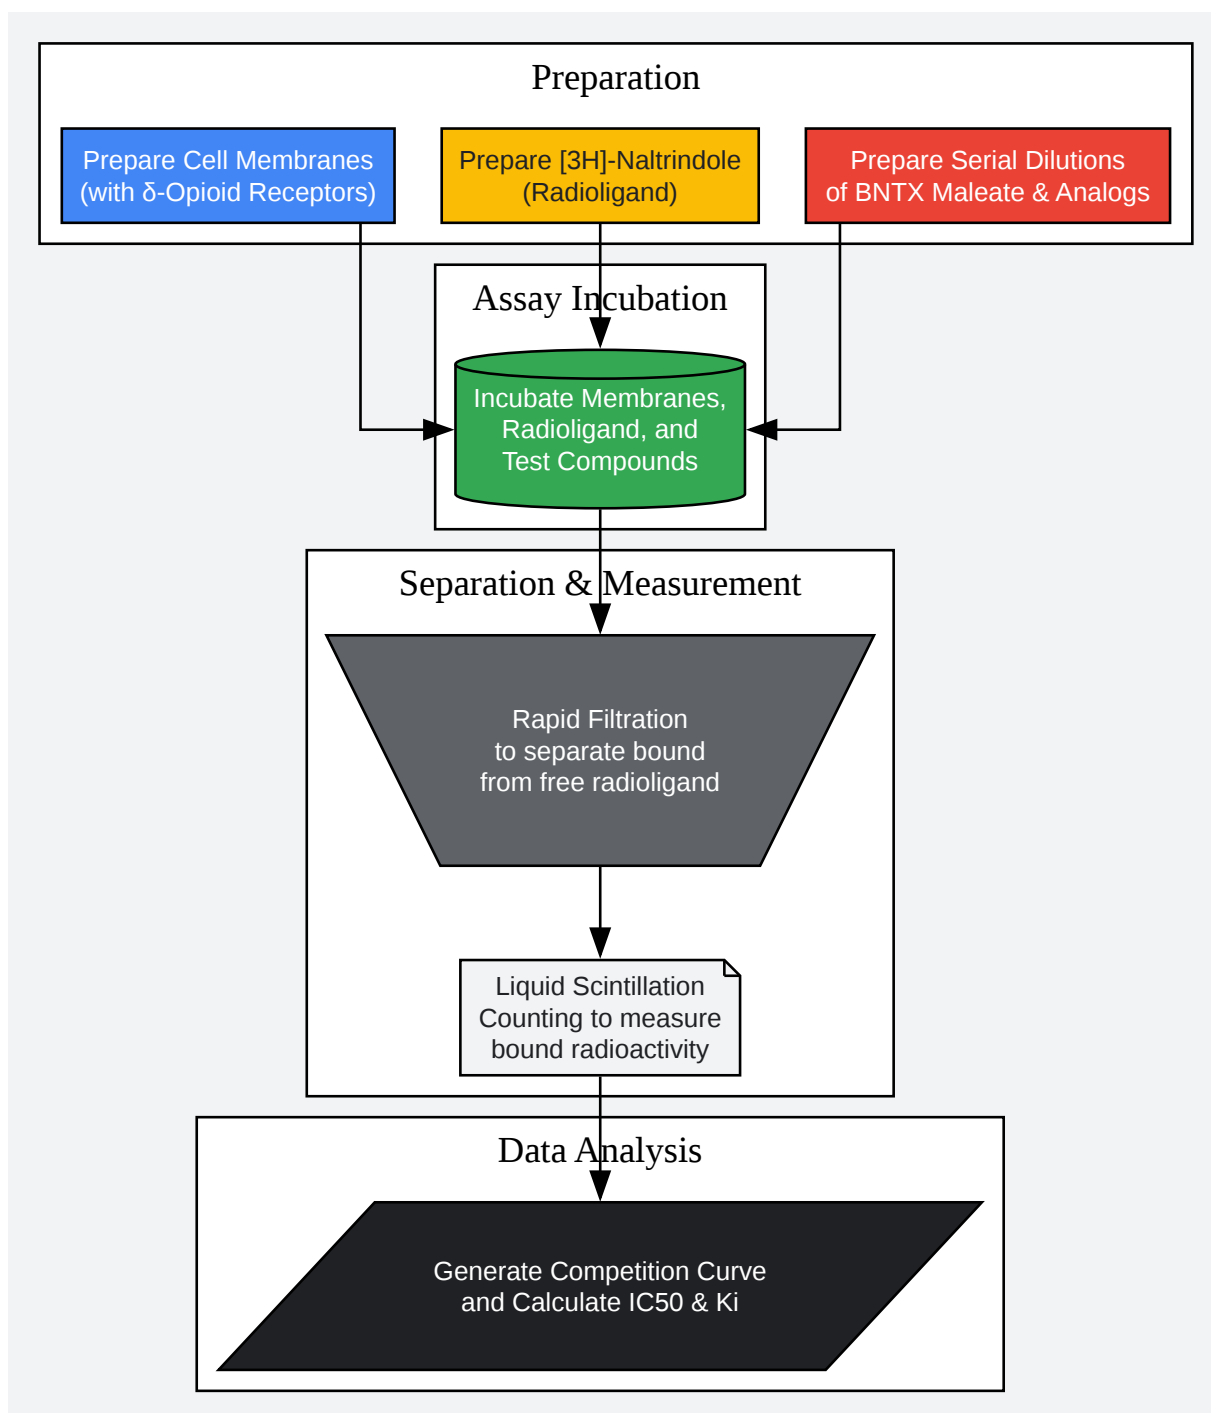 Preparation
Prepare Cell Membranes
(with δ-Opioid Receptors)
Prepare [3H]-Naltrindole
(Radioligand)
Prepare Serial Dilutions
of BNTX Maleate & Analogs
Assay Incubation
Incubate Membranes,
Radioligand, and
Test Compounds
Separation & Measurement
Rapid Filtration
to separate bound
from free radioligand
Liquid Scintillation
Counting to measure
bound radioactivity
Data Analysis
Generate Competition Curve
and Calculate IC50 & Ki